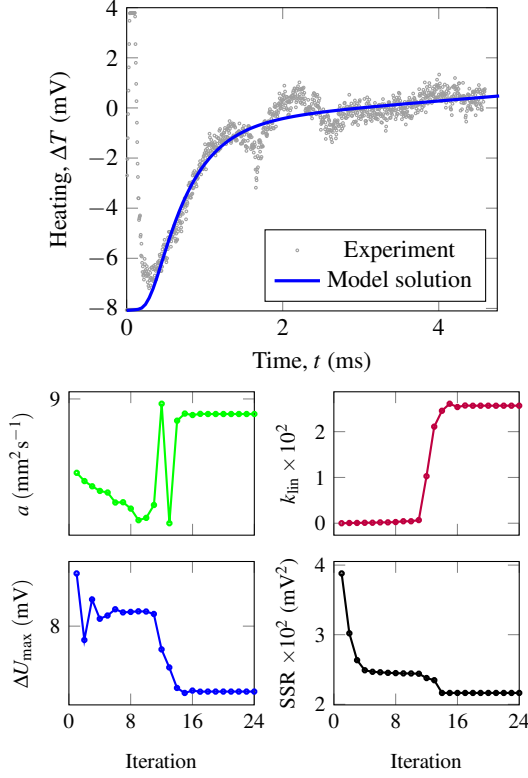 4
2
0
−2
−4
−6
−8
Heating, ΔT (mV)
Experiment
Model solution
0 2 4
Time, t (ms)
9
a (mm² s⁻¹)
2
1
0
k_lin × 10²
8
ΔU_max (mV)
0 8 16 24
Iteration
4
3
2
SSR × 10² (mV²)
0 8 16 24
Iteration